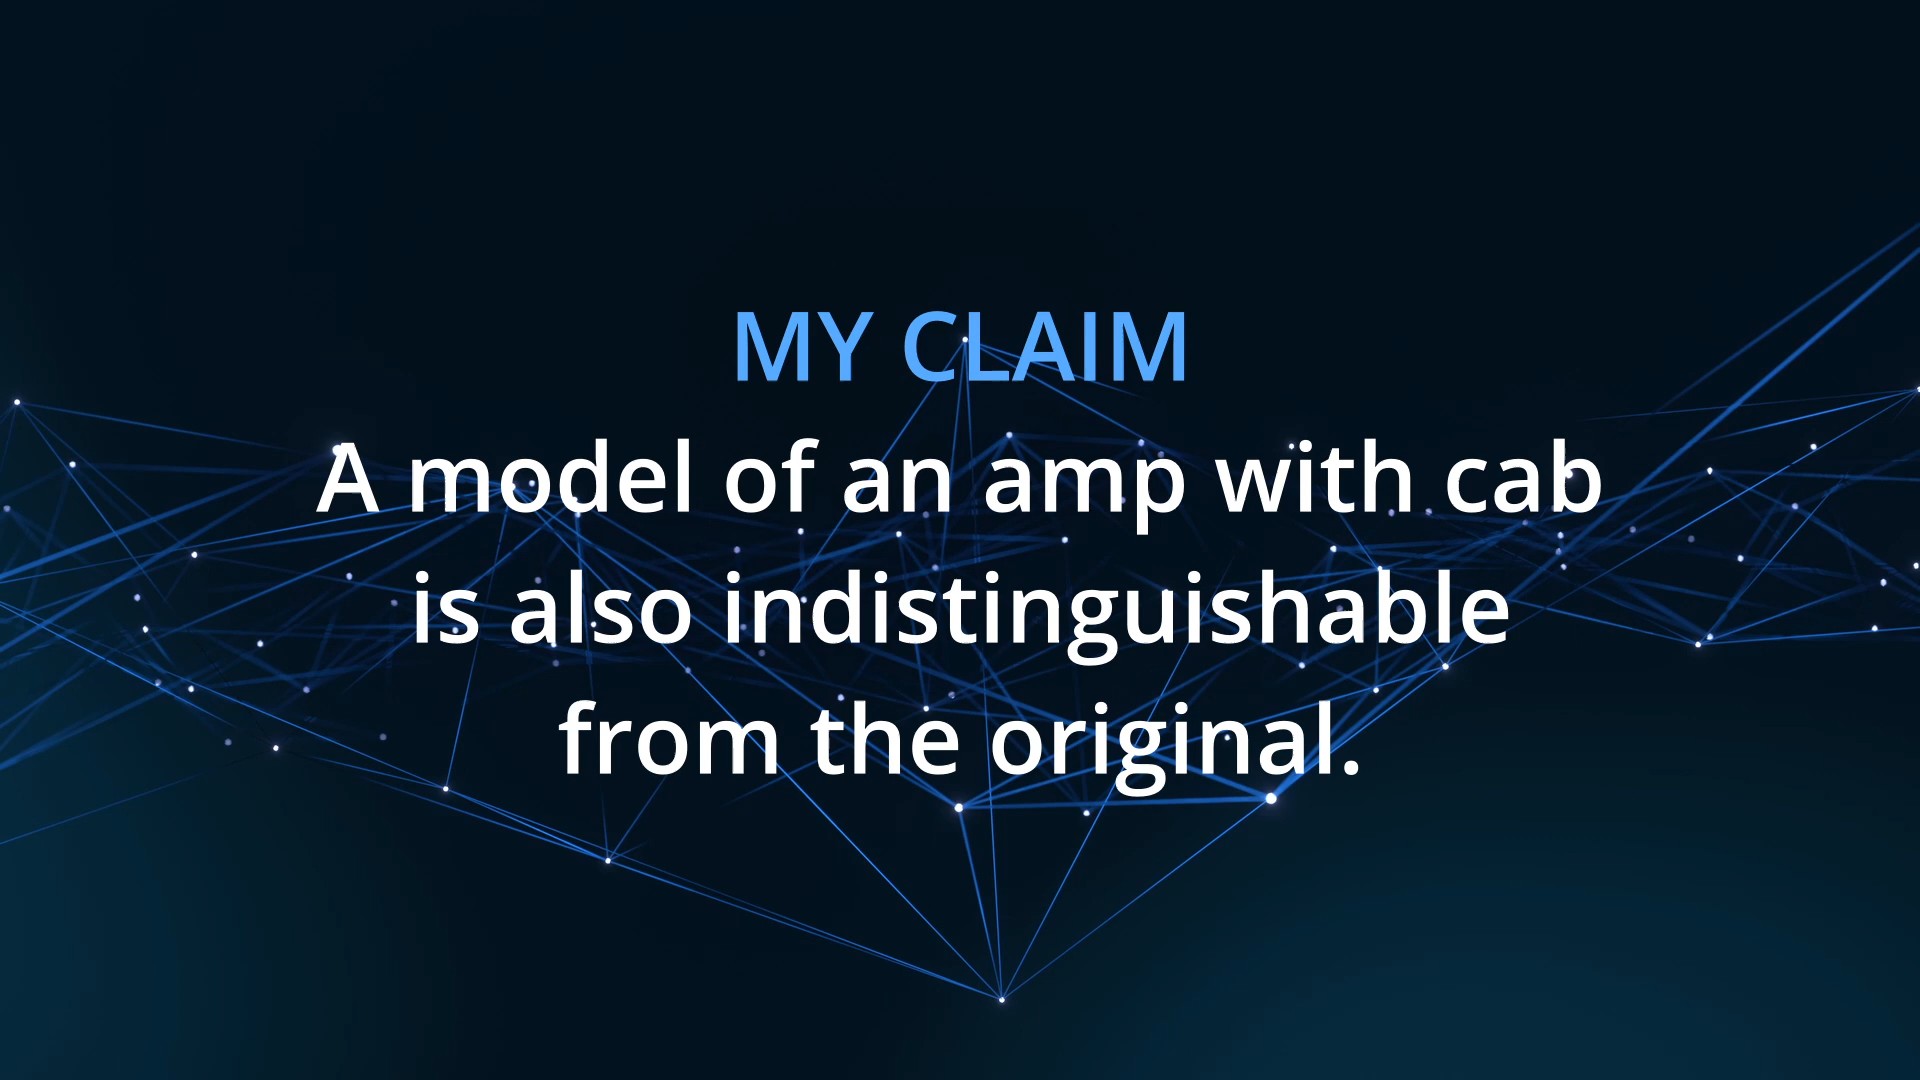 MY CLAIM
A model of an amp with cab
is also indistinguishable
from the original.